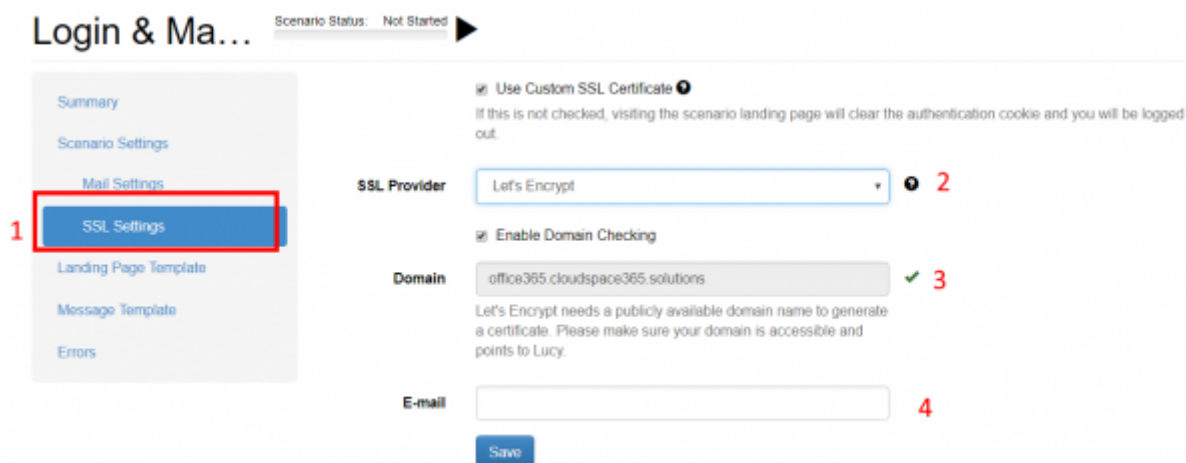 Login & Ma...
Scenario Status: Not Started
Summary
Scenario Settings
Mail Settings
1
SSL Settings
Landing Page Template
Message Template
Errors
Use Custom SSL Certificate
If this is not checked, visiting the scenario landing page will clear the authentication cookie and you will be logged
out.
SSL Provider
Let's Encrypt
2
Enable Domain Checking
Domain
office365.cloudspace365.solutions
3
Let's Encrypt needs a publicly available domain name to generate
a certificate. Please make sure your domain is accessible and
points to Lucy.
E-mail
4
Save